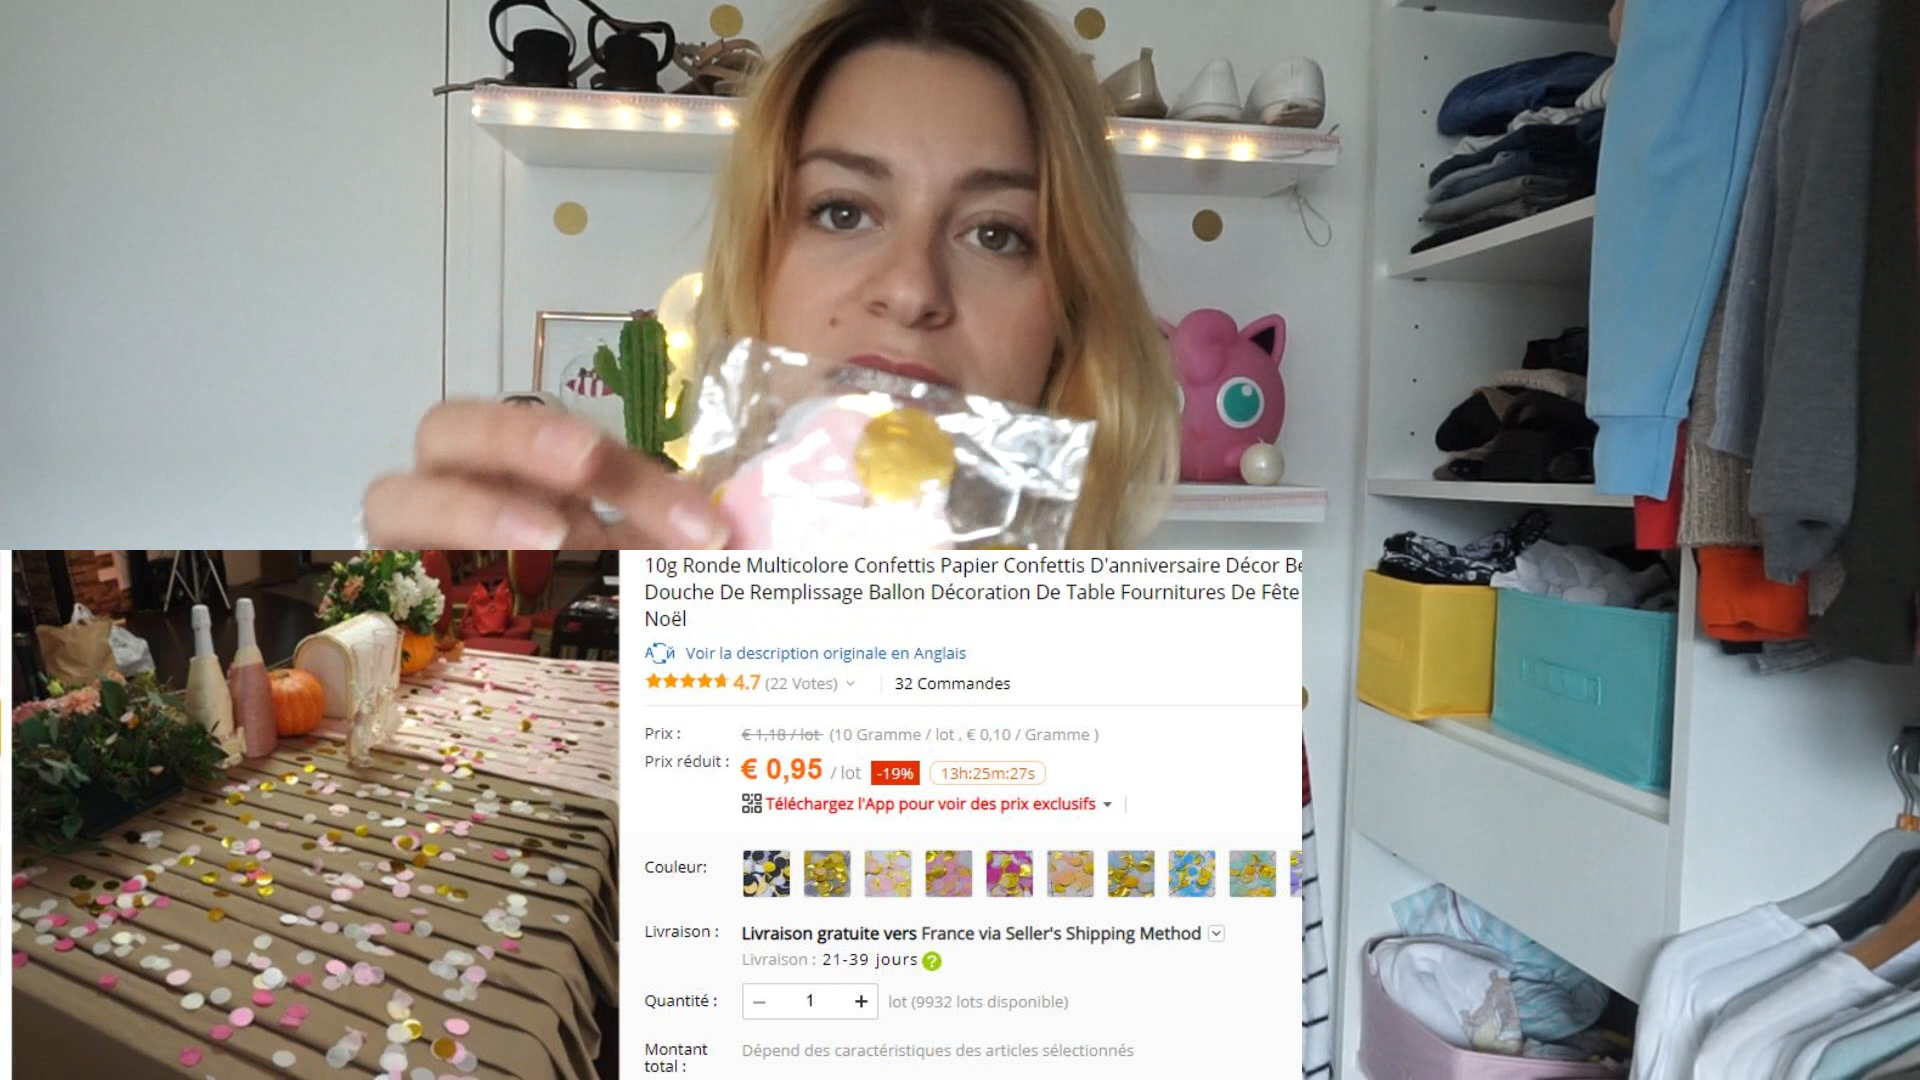 10g Ronde Multicolore Confettis Papier Confettis D'anniversaire Décor
Douche De Remplissage Ballon Décoration De Table Fournitures De Fête
Noël
Voir la description originale en Anglais
4.7 (22 Votes)
32 Commandes
Prix :
€ 1,18 / lot (10 Gramme / lot , € 0,10 / Gramme )
Prix réduit :
€ 0,95 / lot -19% 13h:25m:27s
Téléchargez l'App pour voir des prix exclusifs
Couleur:
Livraison :
Livraison gratuite vers France via Seller's Shipping Method
Livraison : 21-39 jours ?
Quantité :
– 1 + lot (9932 lots disponible)
Montant
total :
Dépend des caractéristiques des articles sélectionnés